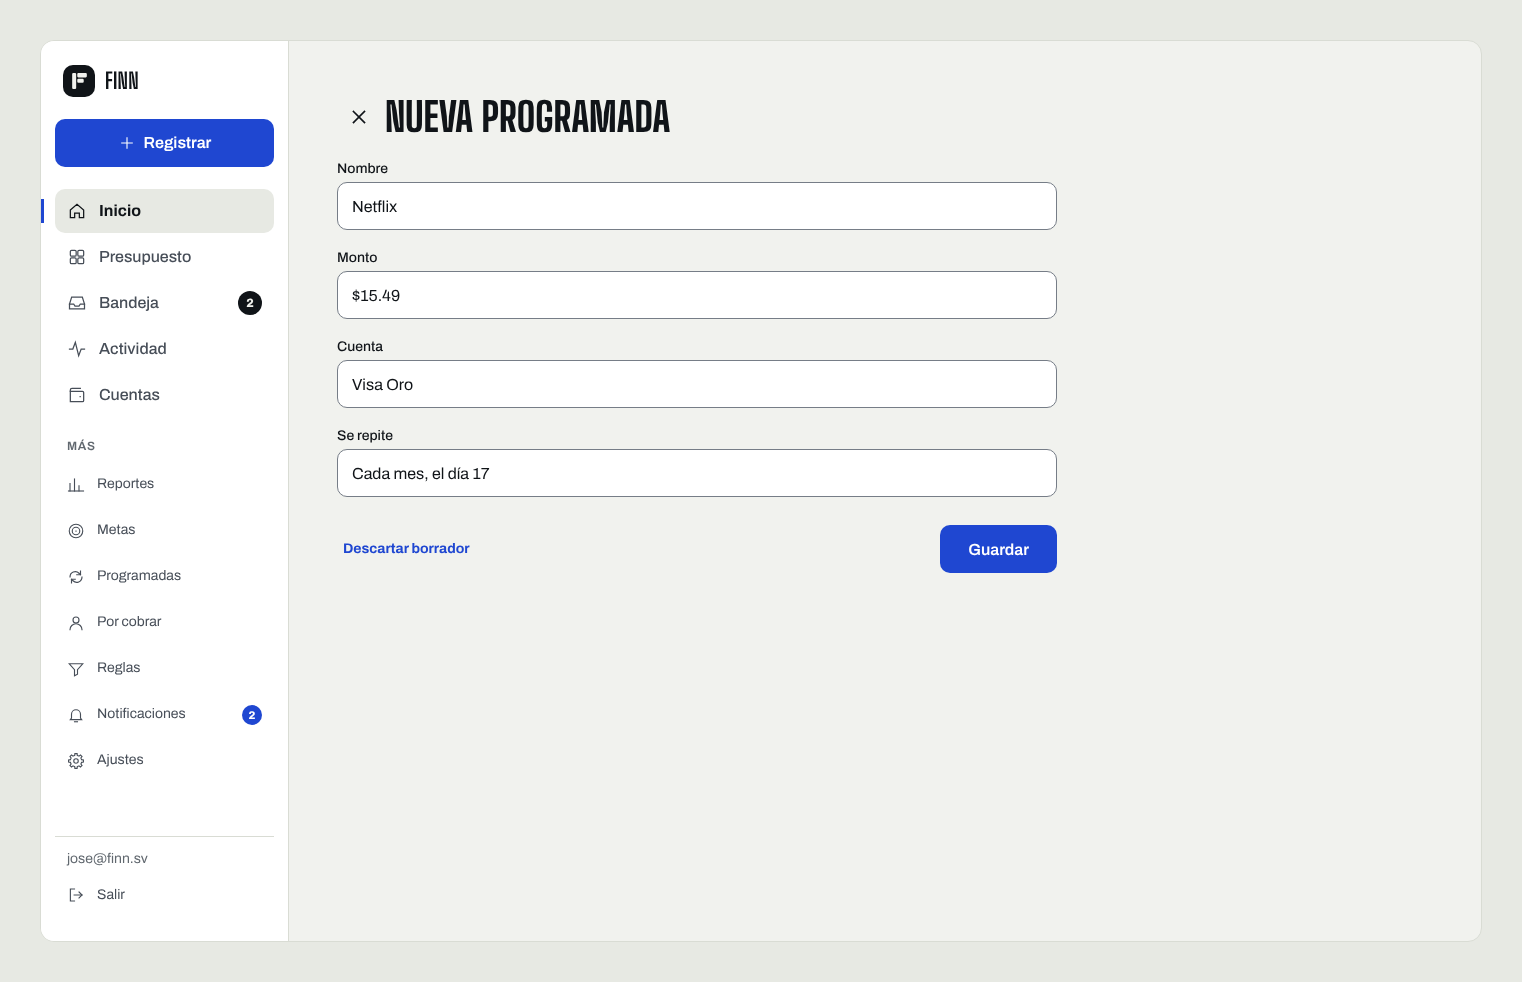 FINN
Registrar
Inicio
Presupuesto
Bandeja 2
Actividad
Cuentas
MÁS
Reportes
Metas
Programadas
Por cobrar
Reglas
Notificaciones 2
Ajustes
jose@finn.sv
Salir
NUEVA PROGRAMADA
Nombre
Netflix
Monto
$15.49
Cuenta
Visa Oro
Se repite
Cada mes, el día 17
Descartar borrador
Guardar